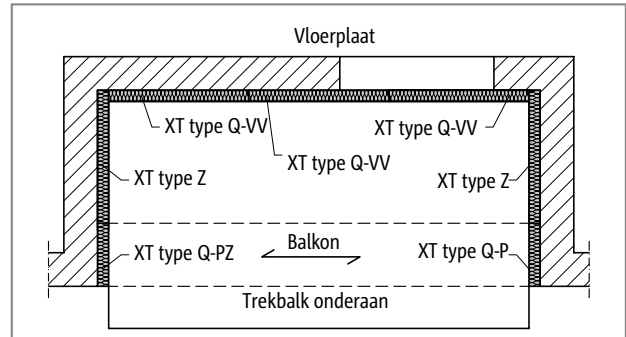 Vloerplaat
XT type Q-VV
XT type Q-VV
XT type Q-VV
XT type Z
XT type Z
XT type Q-PZ
Balkon
XT type Q-P
Trekbalk onderaan